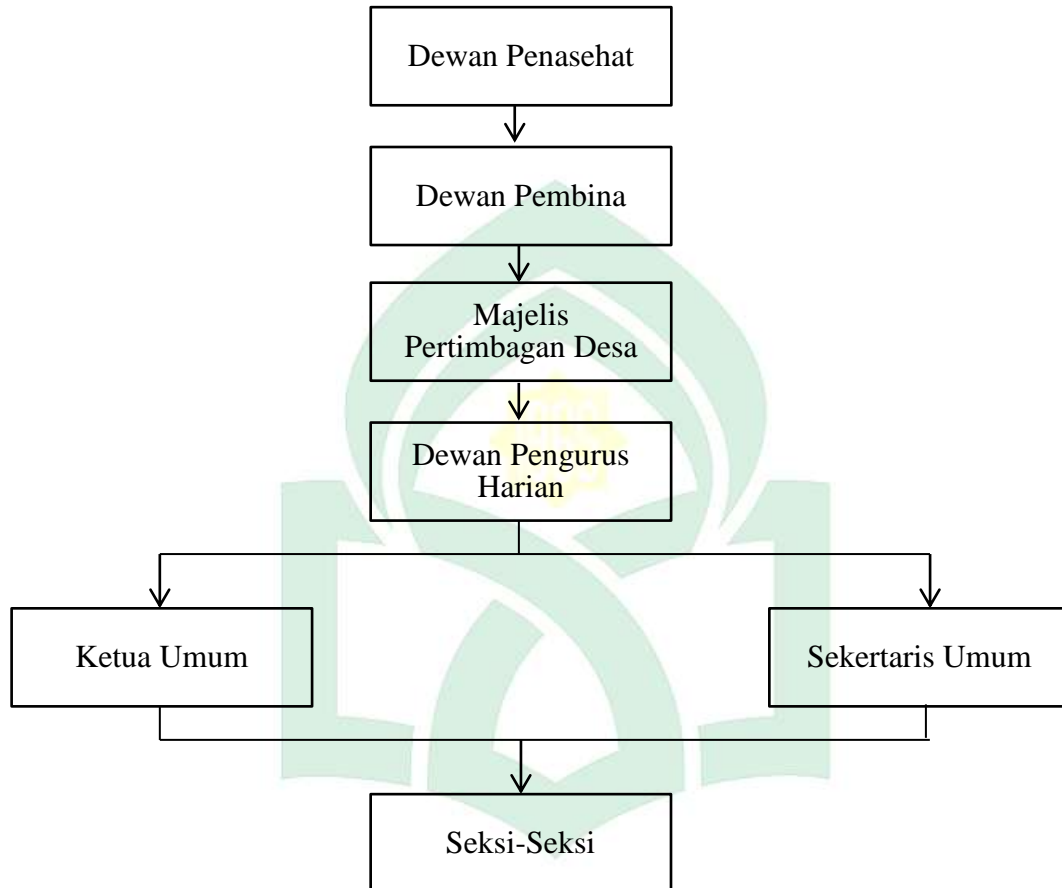 Dewan Penasehat
Dewan Pembina
Majelis
Pertimbagan Desa
Dewan Pengurus
Harian
Ketua Umum
Sekertaris Umum
Seksi-Seksi